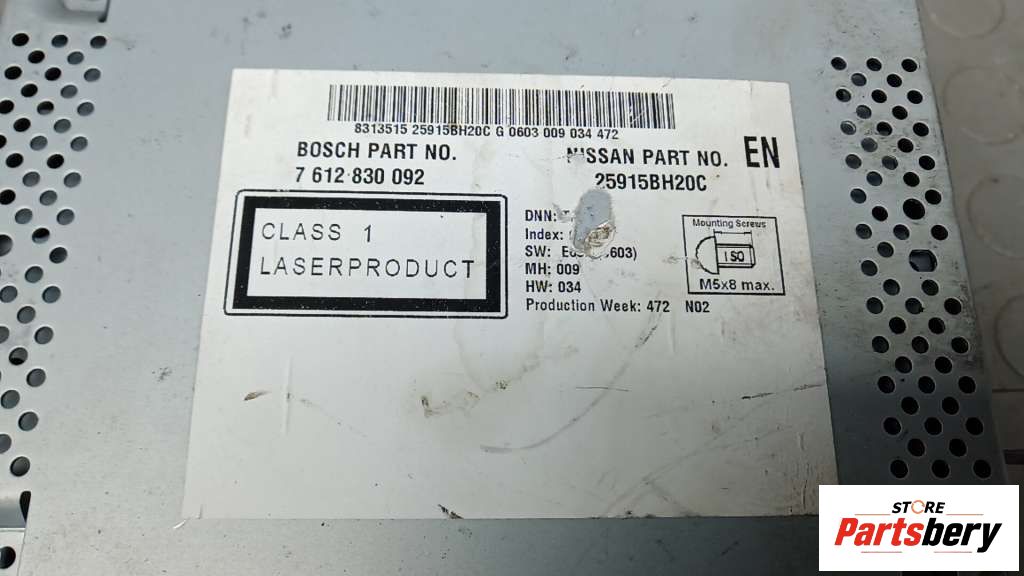 8313515 25915BH20C G 0603 009 034 472
BOSCH PART NO.
7 612 830 092
NISSAN PART NO.
25915BH20C
EN
CLASS 1
LASERPRODUCT
DNN:
Index:
SW:
MH: 009
HW: 034
Production Week: 472 N02
Mounting Screws
ISO
M5x8 max.
STORE
Partsbery